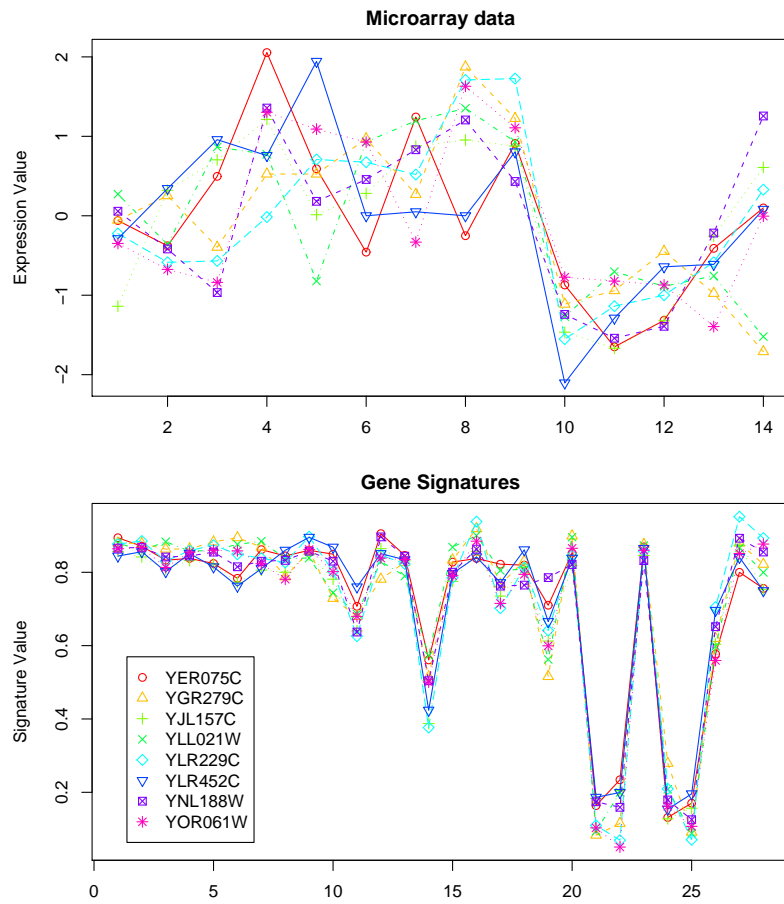 Microarray data
Expression Value
2
1
0
−1
−2
2 4 6 8 10 12 14
Gene Signatures
Signature Value
0.8
0.6
0.4
0.2
YER075C
YGR279C
YJL157C
YLL021W
YLR229C
YLR452C
YNL188W
YOR061W
0 5 10 15 20 25